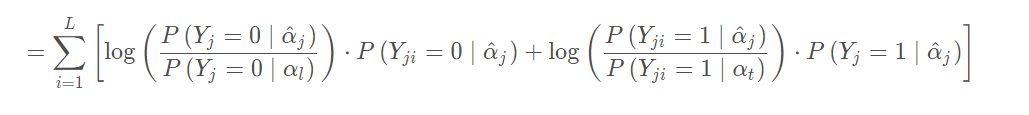 = \sum_{i=1}^{L} \left[ \log \left( \frac{P(Y_j = 0 \mid \hat{\alpha}_j)}{P(Y_j = 0 \mid \alpha_l)} \right) \cdot P(Y_{ji} = 0 \mid \hat{\alpha}_j) + \log \left( \frac{P(Y_{ji} = 1 \mid \hat{\alpha}_j)}{P(Y_{ji} = 1 \mid \alpha_t)} \right) \cdot P(Y_j = 1 \mid \hat{\alpha}_j) \right]